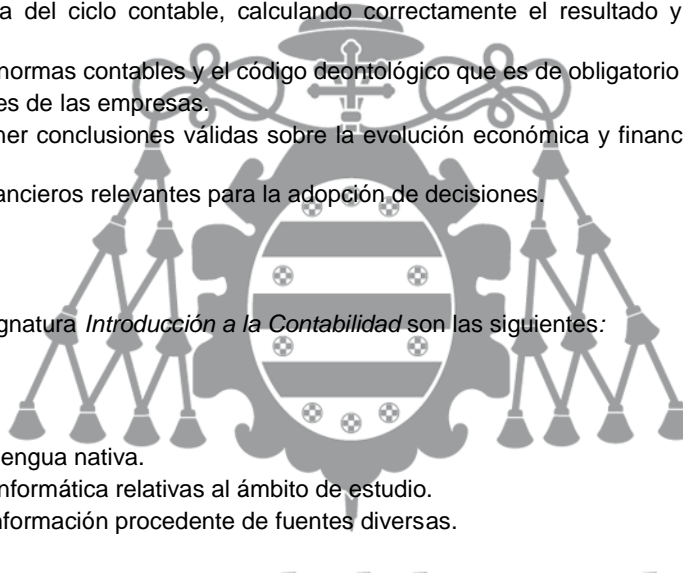 a del ciclo contable, calculando correctamente el resultado y
normas contables y el código deontológico que es de obligatorio
es de las empresas.
ner conclusiones válidas sobre la evolución económica y financ
ancieros relevantes para la adopción de decisiones.
gnatura Introducción a la Contabilidad son las siguientes:
lengua nativa.
informática relativas al ámbito de estudio.
nformación procedente de fuentes diversas.